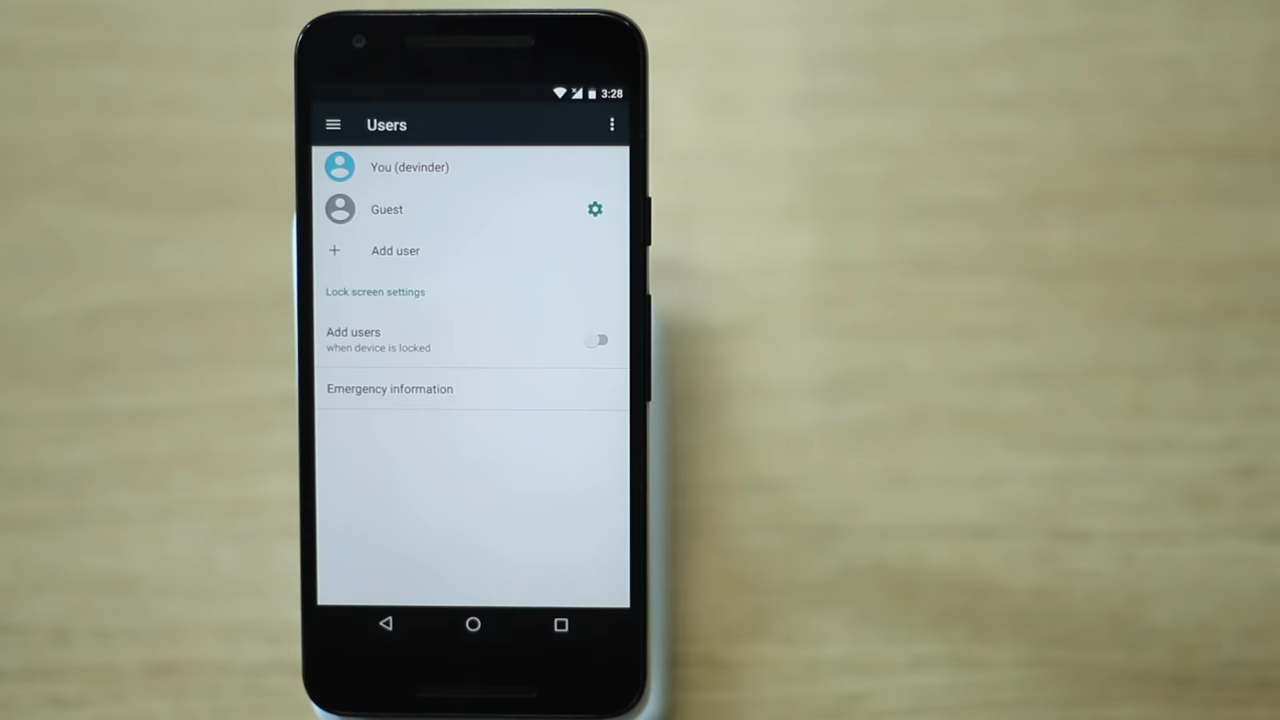 3:28
Users
You (devinder)
Guest
Add user
Lock screen settings
Add users
when device is locked
Emergency information